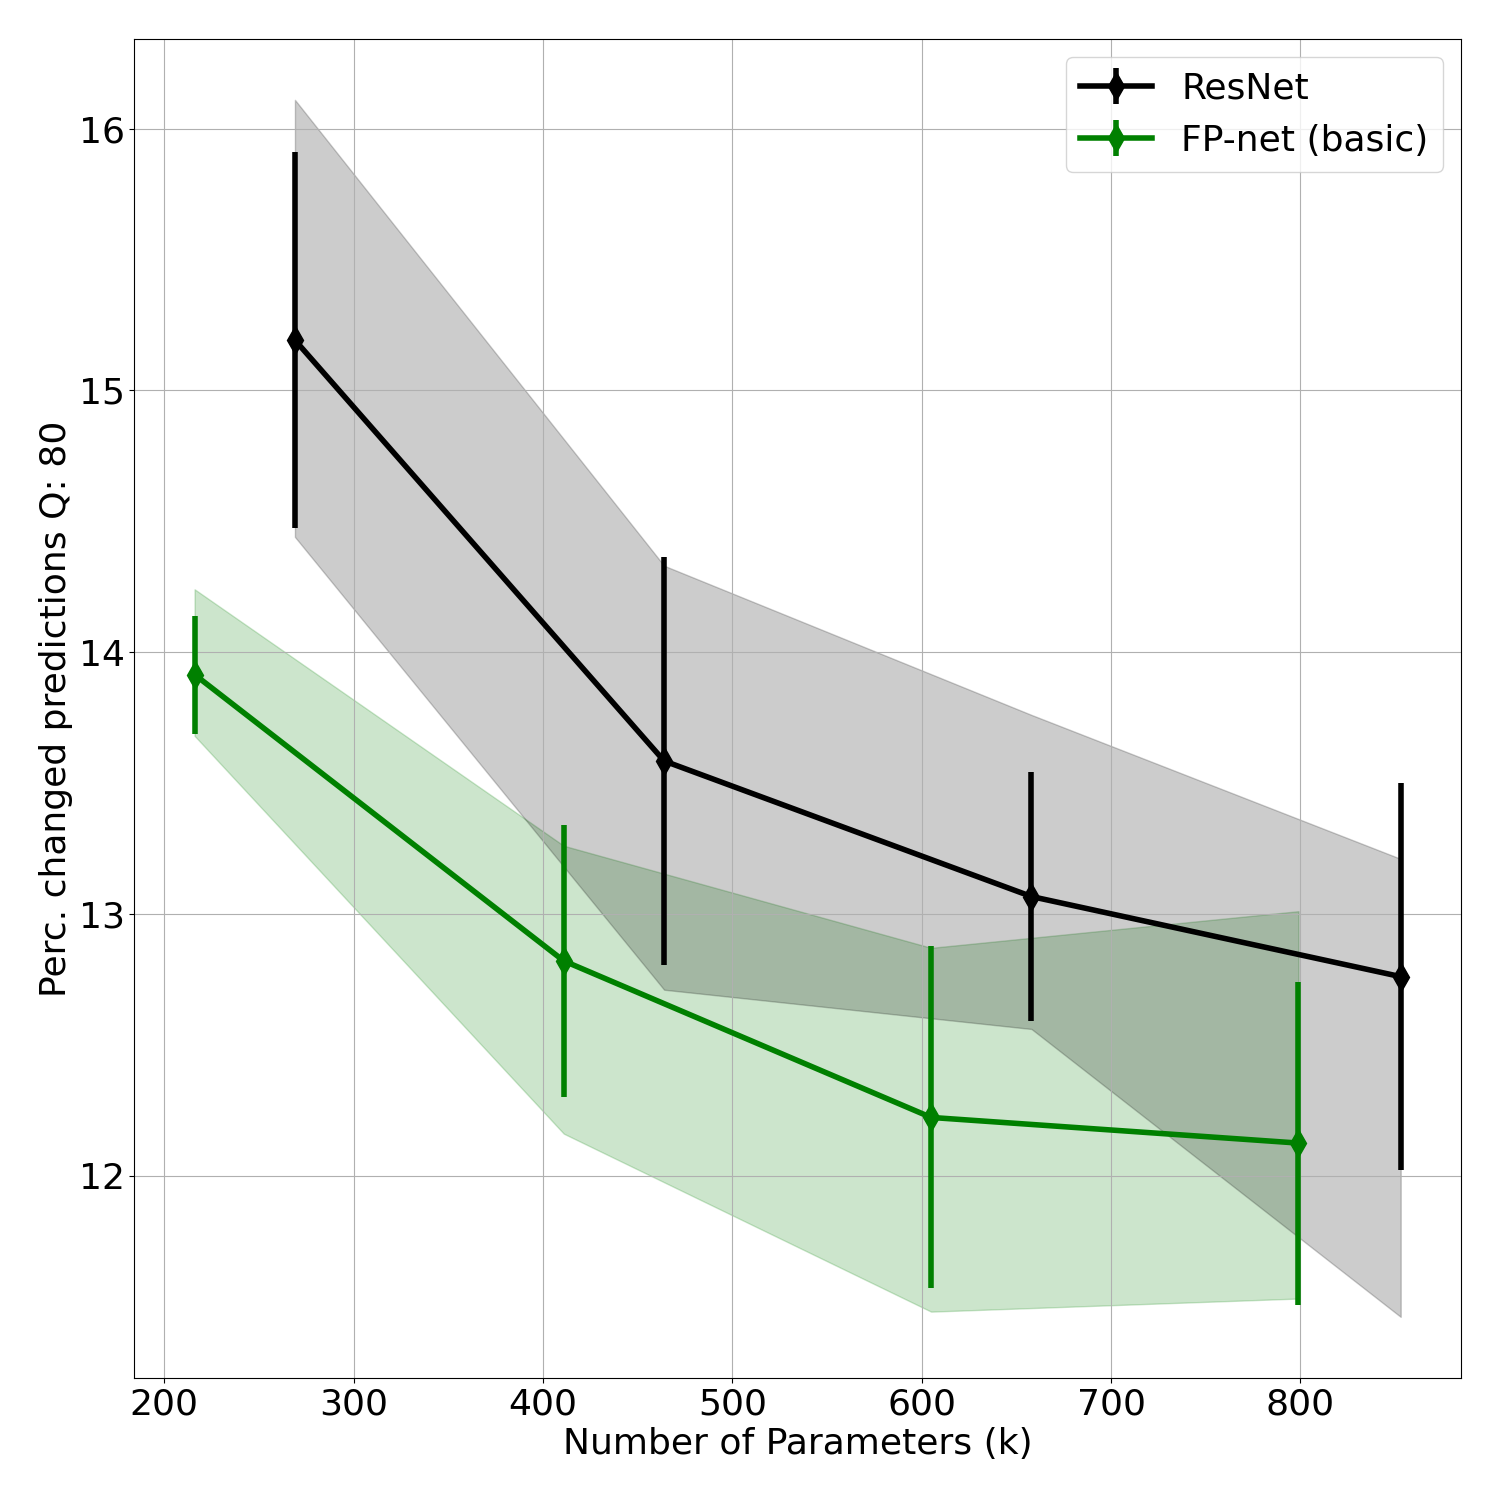 ResNet
FP-net (basic)
16
15
14
13
12
Perc. changed predictions Q: 80
200 300 400 500 600 700 800
Number of Parameters (k)